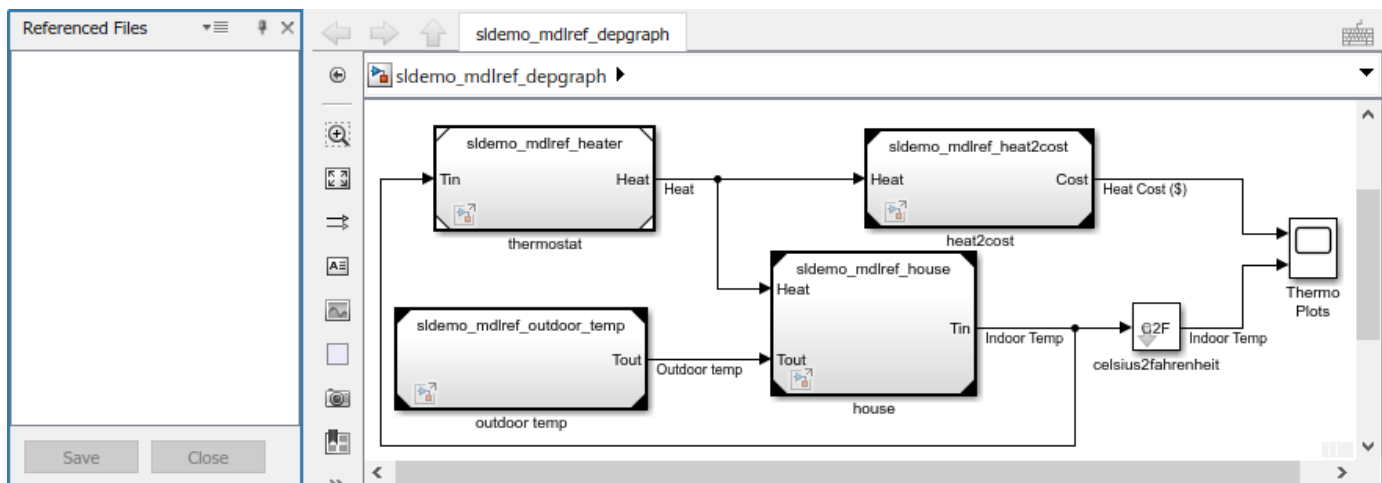 Referenced Files
Save
Close
sldemo_mdlref_depgraph
sldemo_mdlref_depgraph
sldemo_mdlref_heater
Tin
Heat
thermostat
Heat
sldemo_mdlref_heat2cost
Heat
Cost
heat2cost
Heat Cost ($)
sldemo_mdlref_outdoor_temp
Tout
outdoor temp
Outdoor temp
sldemo_mdlref_house
Heat
Tout
Tin
house
Indoor Temp
C2F
celsius2fahrenheit
Indoor Temp
Thermo
Plots